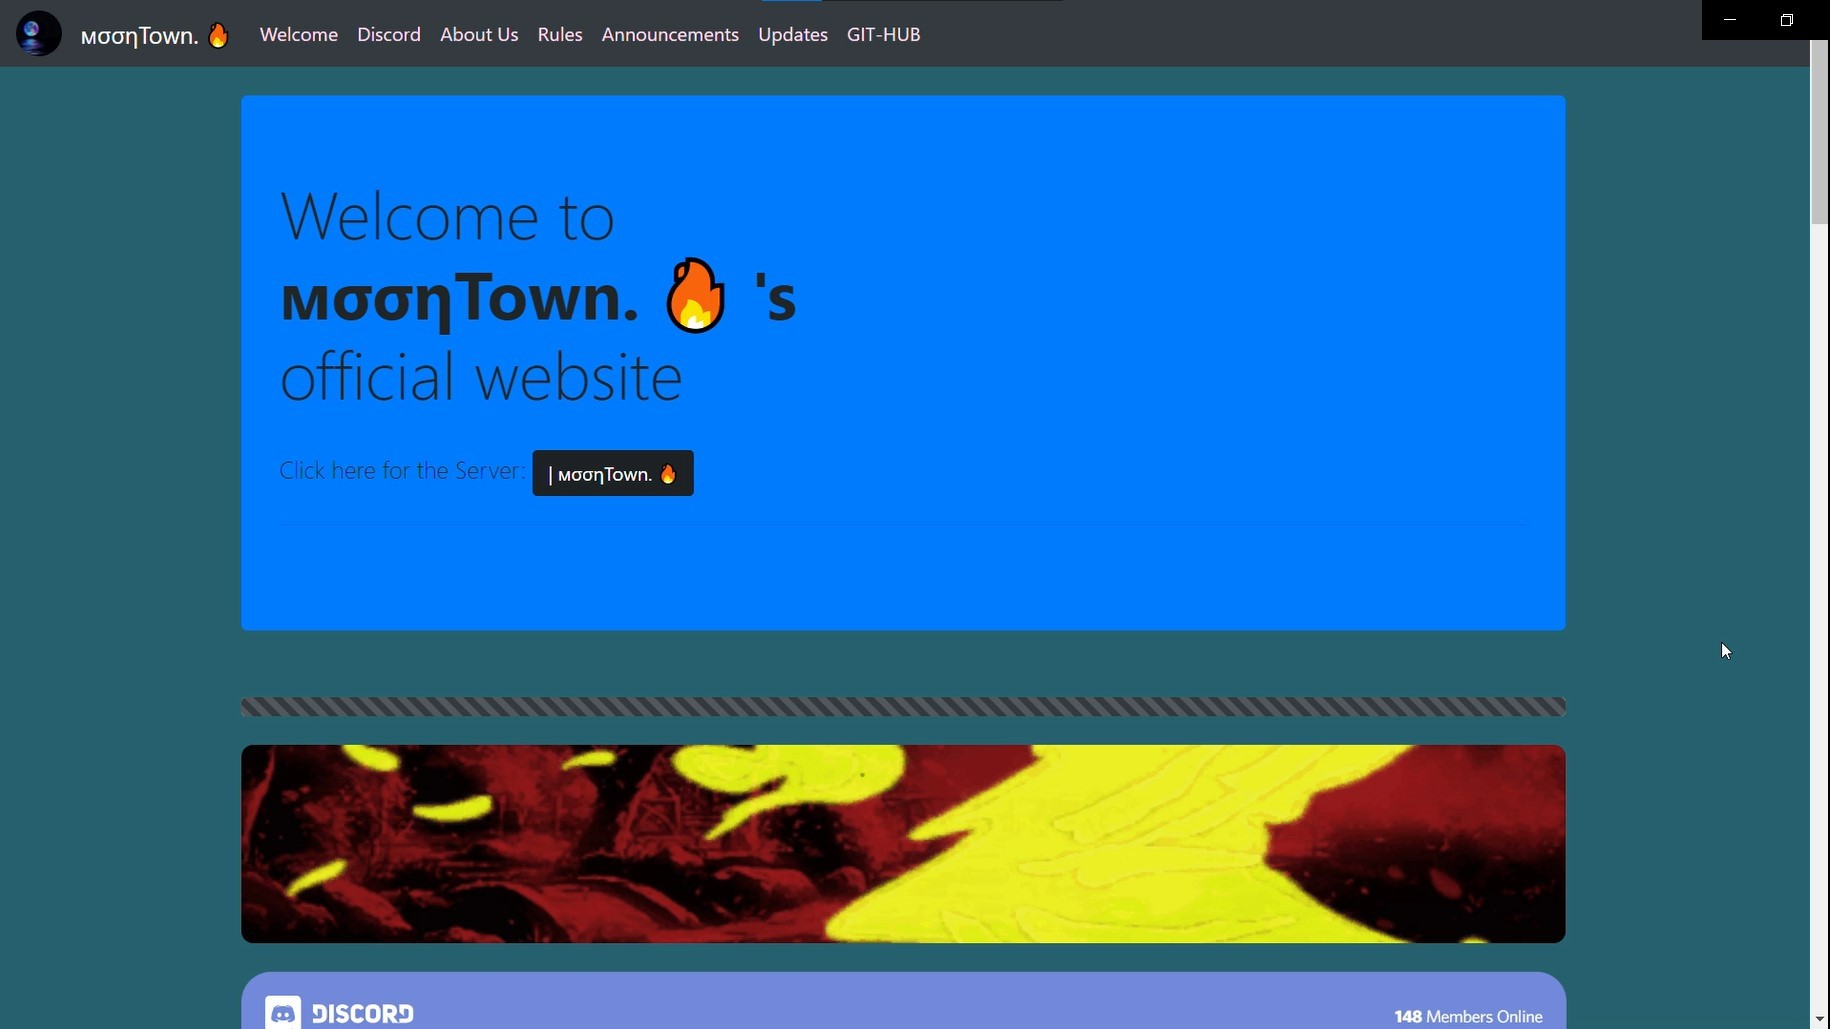 мσσηTown. 🔥 Welcome Discord About Us Rules Announcements Updates GIT-HUB
Welcome to
мσσηTown. 🔥 's
official website
Click here for the Server: | мσσηTown. 🔥
DISCORD
148 Members Online